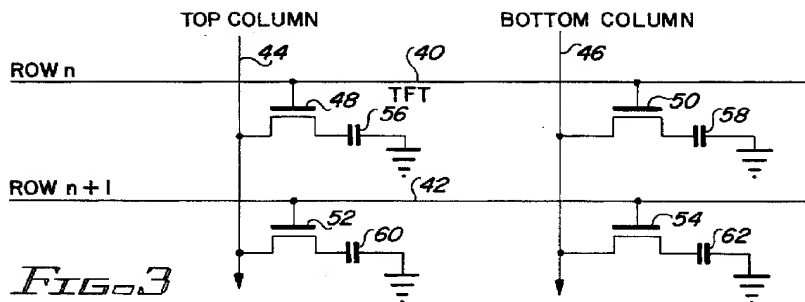 TOP COLUMN BOTTOM COLUMN
44 40 46
ROW n
TFT
48 56 50 58
ROW n+1 42
52 60 54 62
FIG. 3